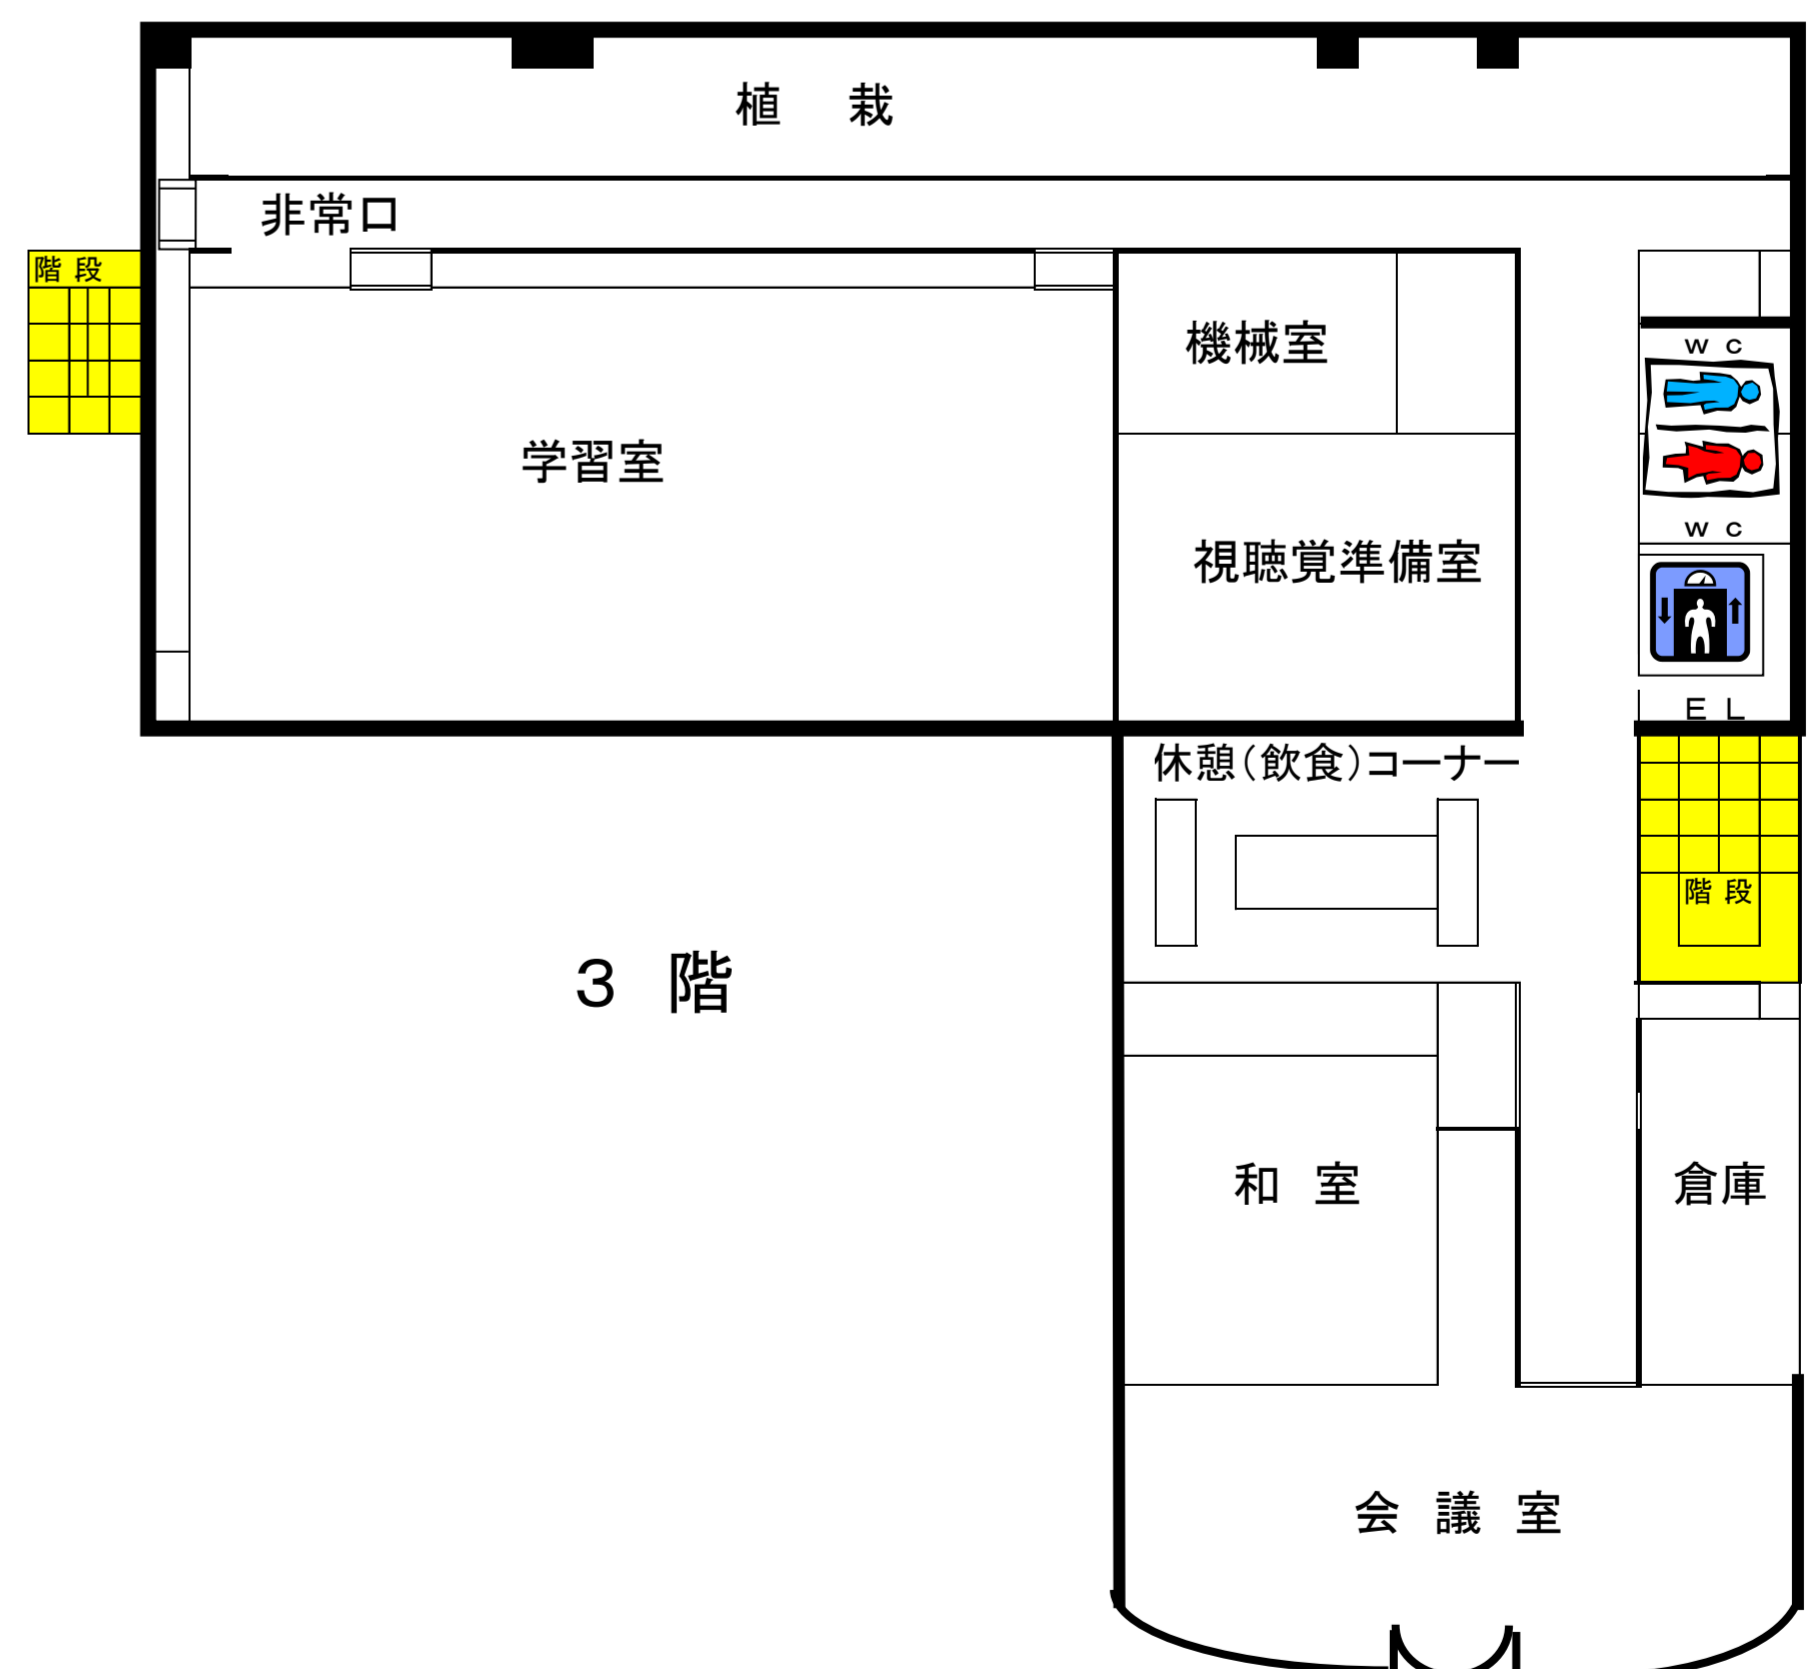 植 栽
非常口
階 段
機械室
WC
学習室
WC
視聴覚準備室
EL
休憩(飲食)コーナー
階 段
3 階
和 室
倉庫
会 議 室